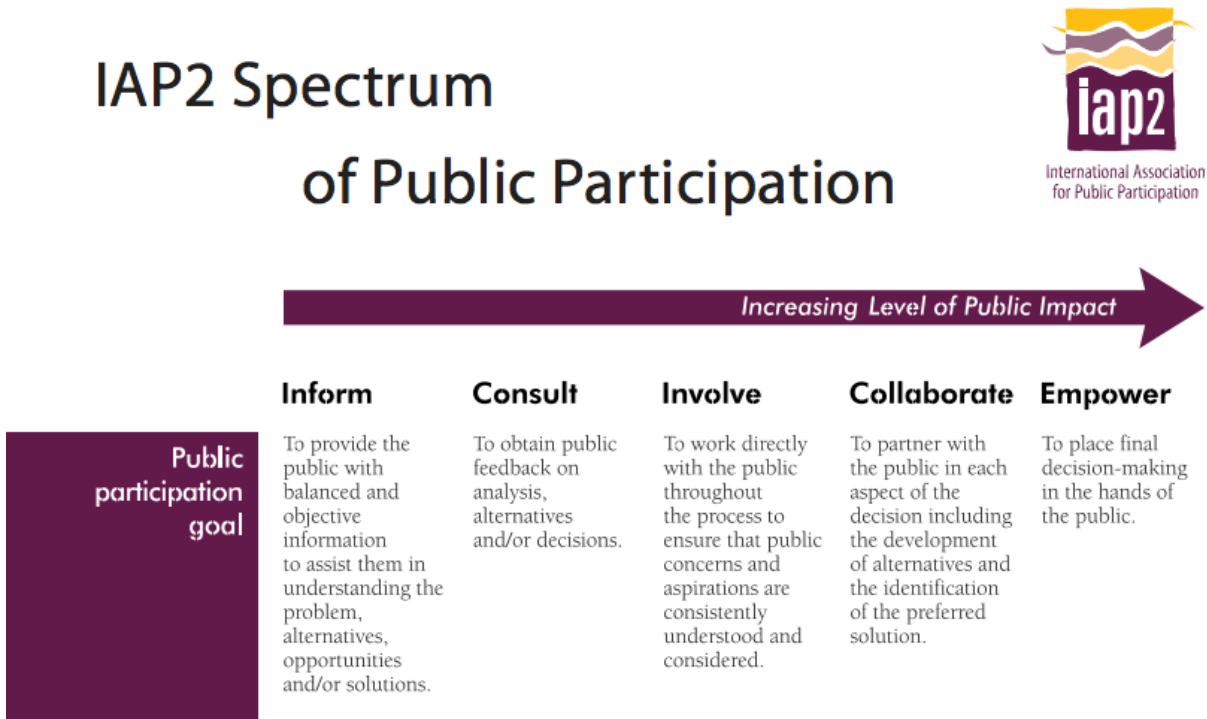 IAP2 Spectrum
of Public Participation
iap2
International Association
for Public Participation
Increasing Level of Public Impact
Public
participation
goal
Inform
To provide the
public with
balanced and
objective
information
to assist them in
understanding the
problem,
alternatives,
opportunities
and/or solutions.
Consult
To obtain public
feedback on
analysis,
alternatives
and/or decisions.
Involve
To work directly
with the public
throughout
the process to
ensure that public
concerns and
aspirations are
consistently
understood and
considered.
Collaborate
To partner with
the public in each
aspect of the
decision including
the development
of alternatives and
the identification
of the preferred
solution.
Empower
To place final
decision-making
in the hands of
the public.